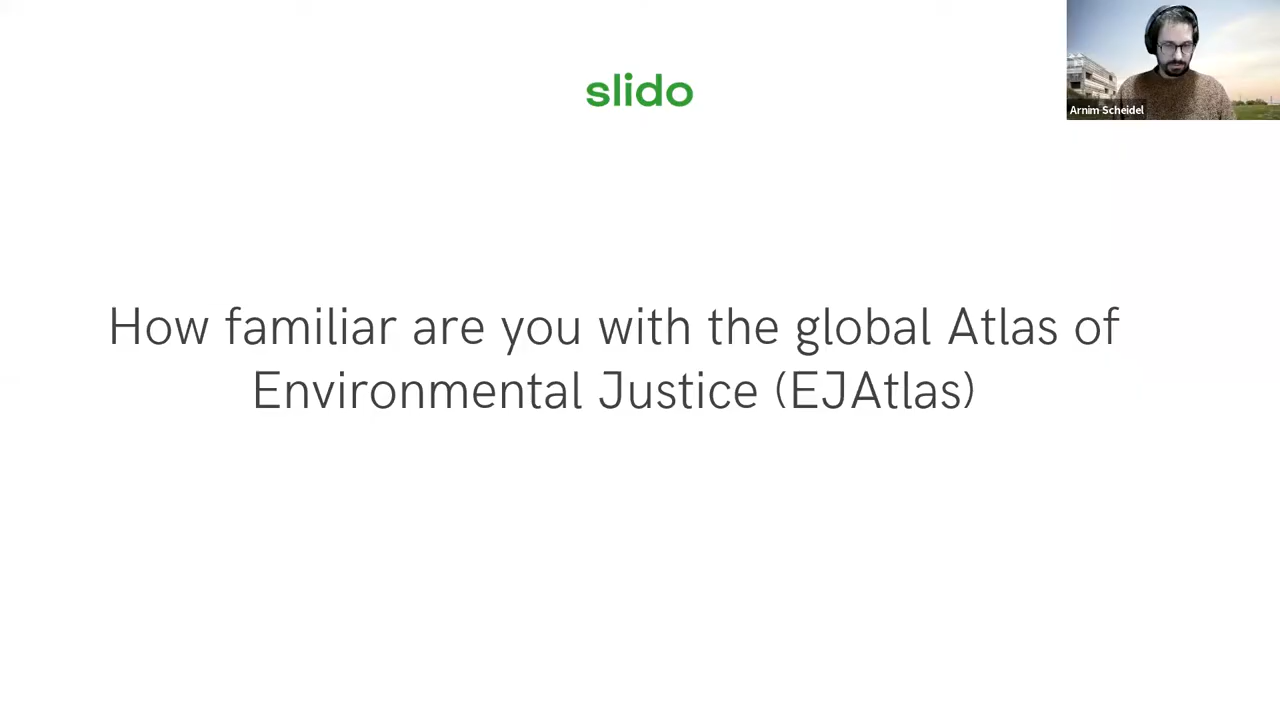 slido
Arnim Scheidel
How familiar are you with the global Atlas of
Environmental Justice (EJAtlas)